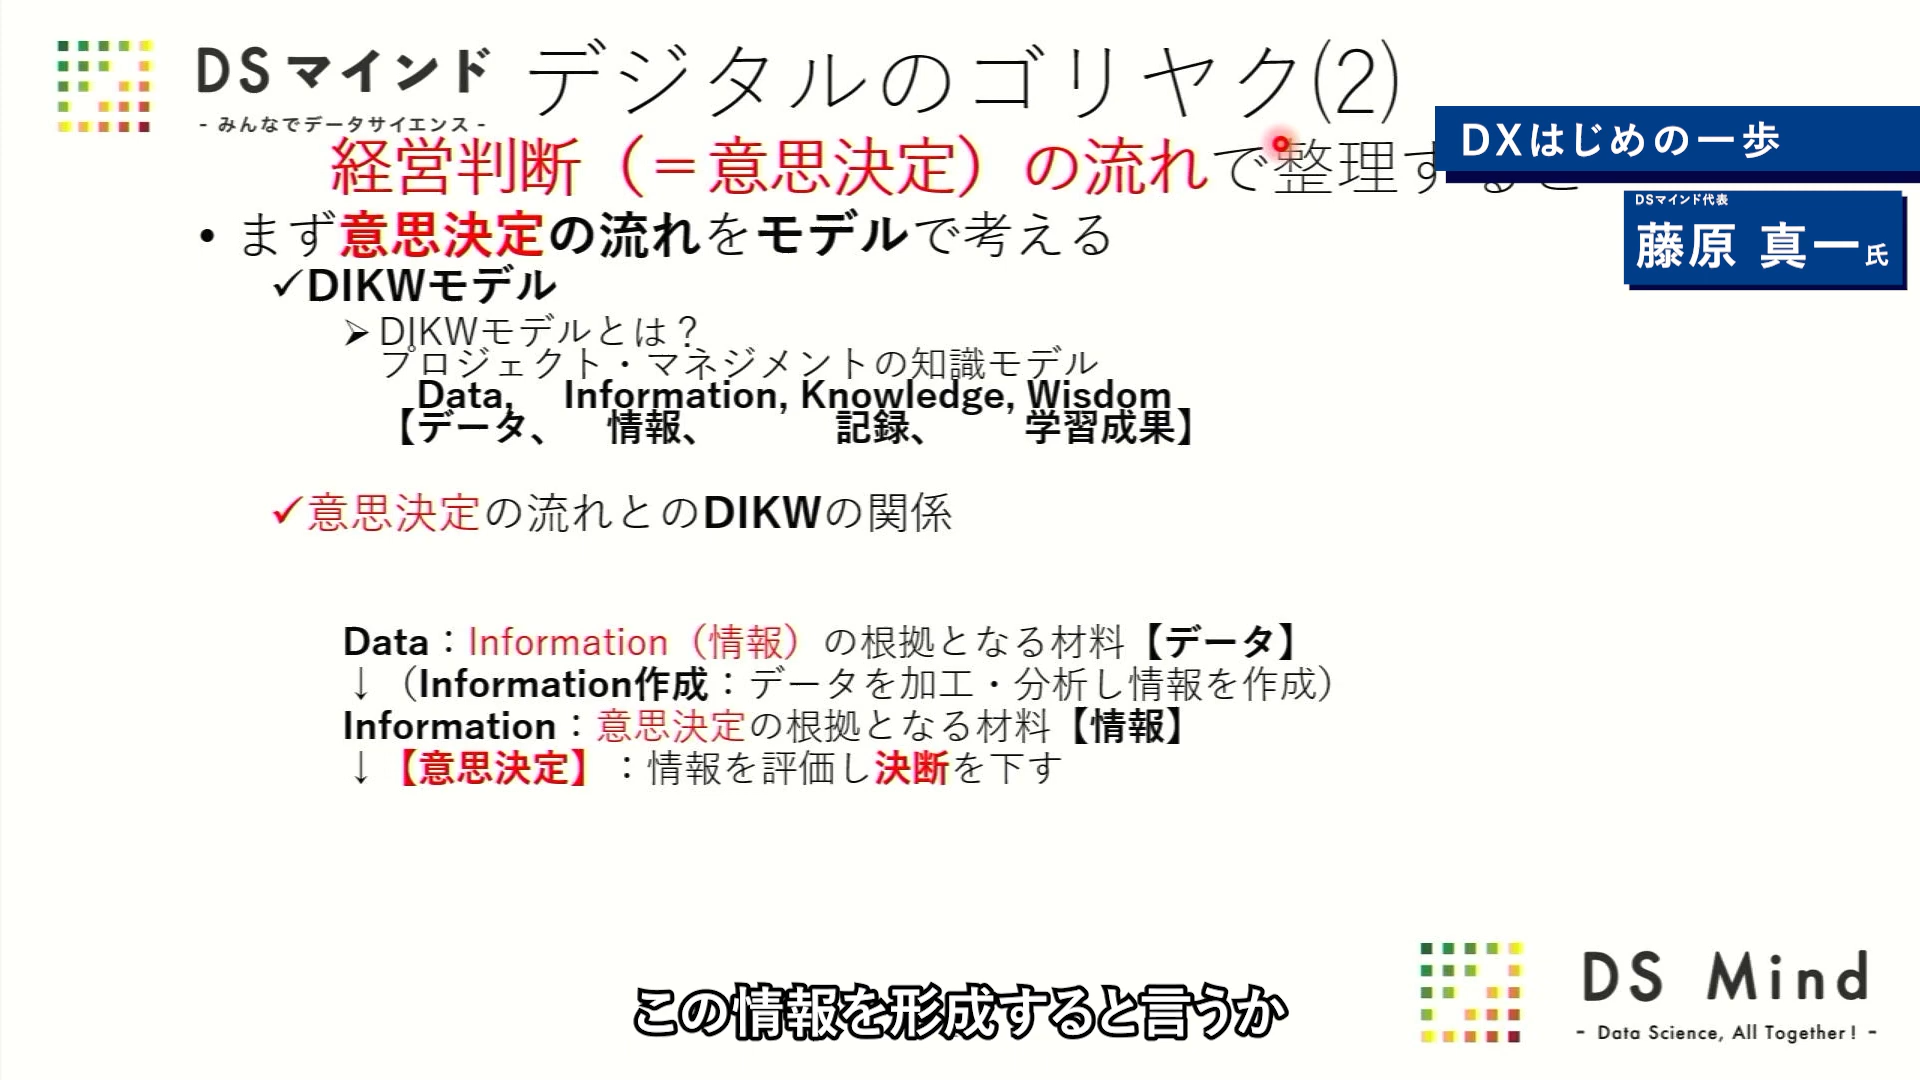 DSマインド
- みんなでデータサイエンス -
デジタルのゴリヤク(2)
経営判断（＝意思決定）の流れで整理す
DXはじめの一歩
DSマインド代表
藤原 真一氏
• まず意思決定の流れをモデルで考える
✓DIKWモデル
➢DIKWモデルとは？
プロジェクト・マネジメントの知識モデル
Data, Information, Knowledge, Wisdom
【データ、 情報、 記録、 学習成果】
✓意思決定の流れとのDIKWの関係
Data：Information（情報）の根拠となる材料【データ】
↓（Information作成：データを加工・分析し情報を作成）
Information：意思決定の根拠となる材料【情報】
↓【意思決定】：情報を評価し決断を下す
この情報を形成すると言うか
DS Mind
- Data Science, All Together! -